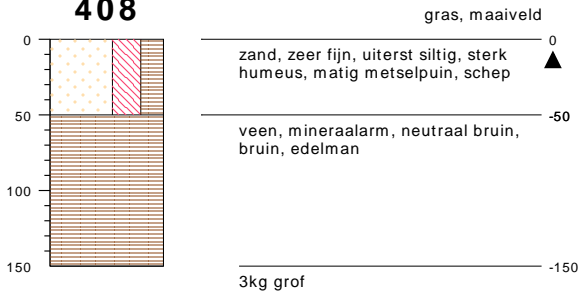 408
gras, maaiveld
0
0
zand, zeer fijn, uiterst siltig, sterk
humeus, matig metselpuin, schep
50
-50
veen, mineraalarm, neutraal bruin,
bruin, edelman
100
150
-150
3kg grof